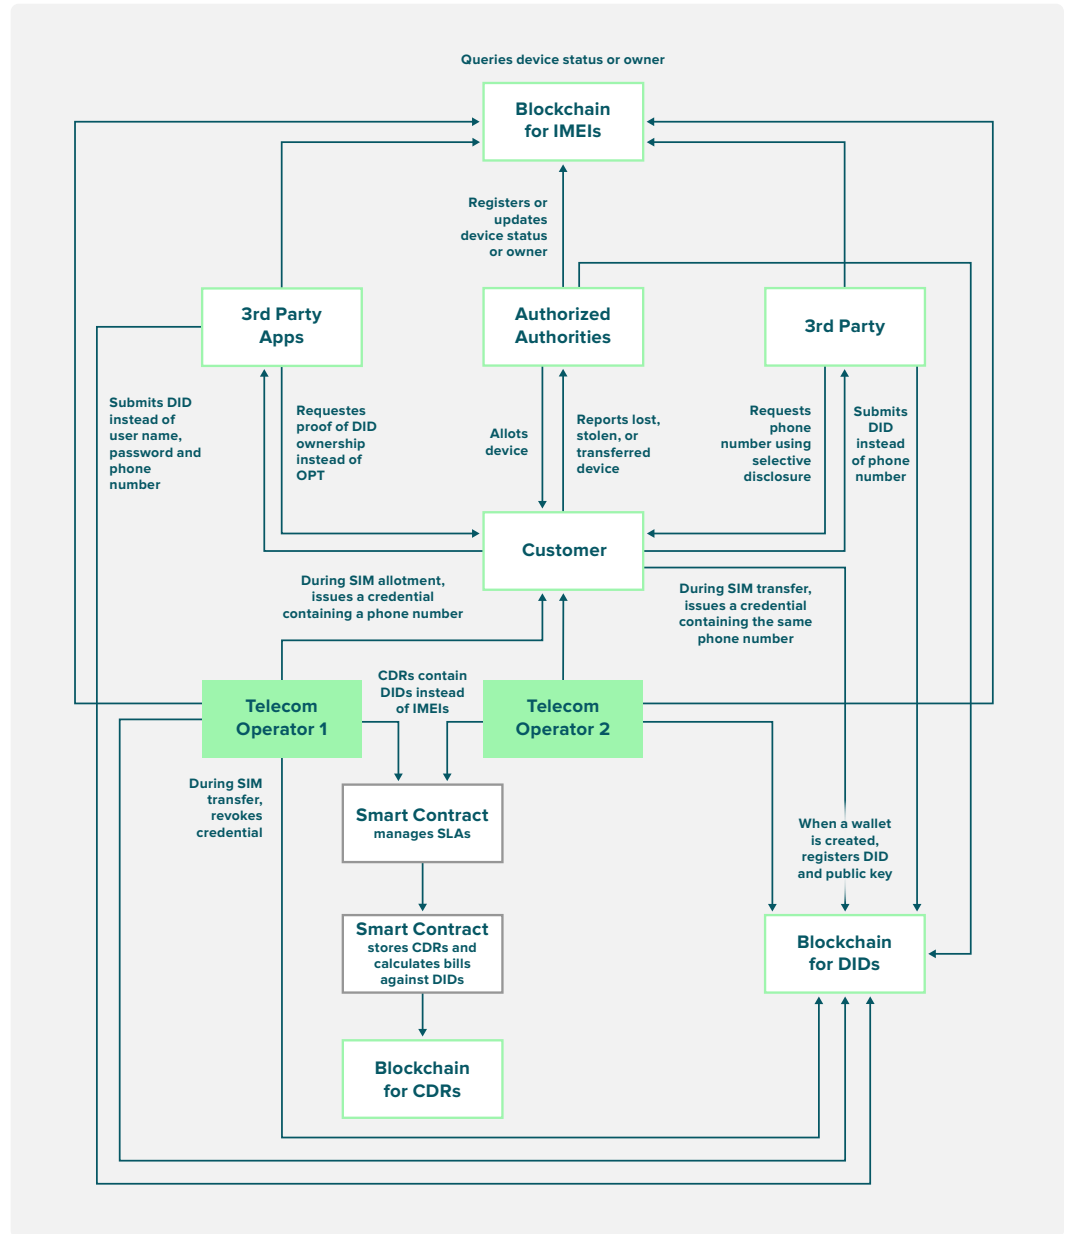 Queries device status or owner
Blockchain
for IMEIs
Registers or
updates
device status
or owner
3rd Party
Apps
Authorized
Authorities
3rd Party
Submits DID
instead of
user name,
password and
phone
number
Requestes
proof of DID
ownership
instead of
OPT
Allots
device
Reports lost,
stolen, or
transferred
device
Requests
phone
number using
selective
disclosure
Submits
DID
instead
of phone
number
Customer
During SIM allotment,
issues a credential
containing a phone number
During SIM transfer,
issues a credential
containing the same
phone number
CDRs contain
DIDs instead
of IMEIs
Telecom
Operator 1
Telecom
Operator 2
During SIM
transfer,
revokes
credential
Smart Contract
manages SLAs
When a wallet
is created,
registers DID
and public key
Smart Contract
stores CDRs and
calculates bills
against DIDs
Blockchain
for DIDs
Blockchain
for CDRs